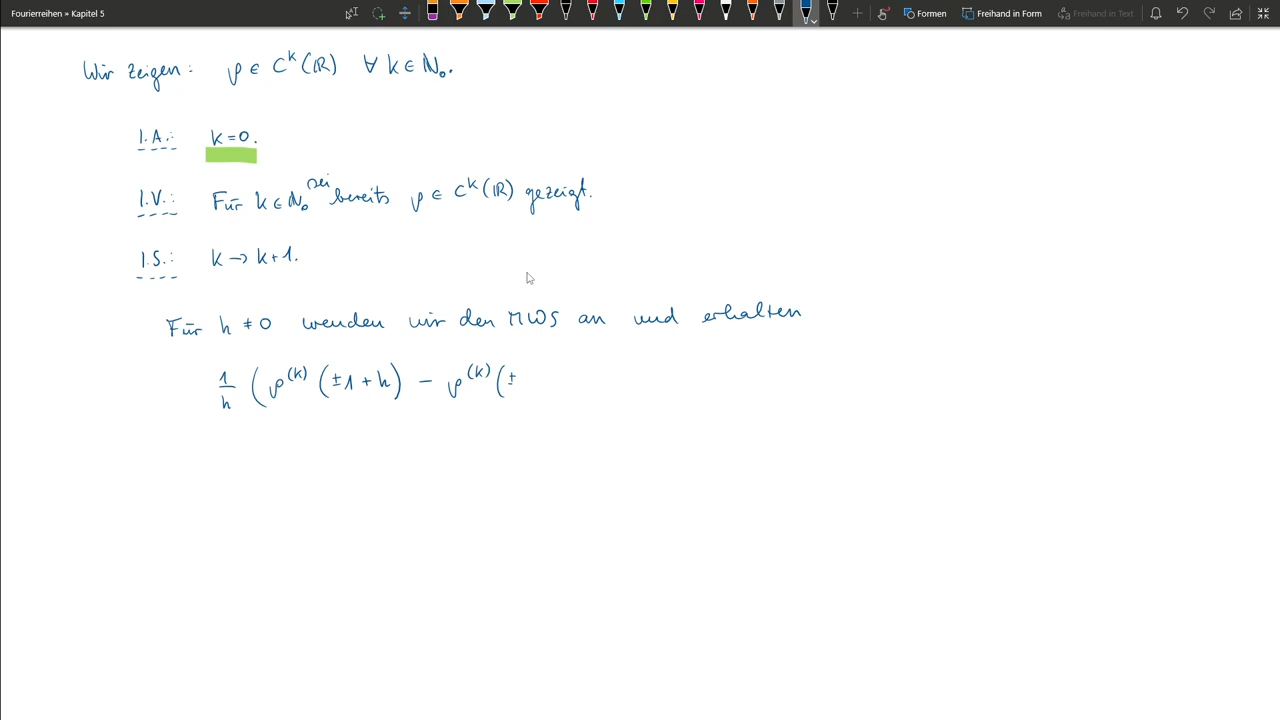 Fourierreihen » Kapitel 5
Formen
Freihand in Form
Freihand in Text
Wir zeigen: φ ∈ C^k(ℝ) ∀ k ∈ ℕ₀.
I.A.: k=0.
I.V.: Für k ∈ ℕ₀ sei bereits φ ∈ C^k(ℝ) gezeigt.
I.S.: k → k+1.
Für h ≠ 0 wenden wir den MWS an und erhalten
1/h (φ^(k)(±1+h) − φ^(k)(±